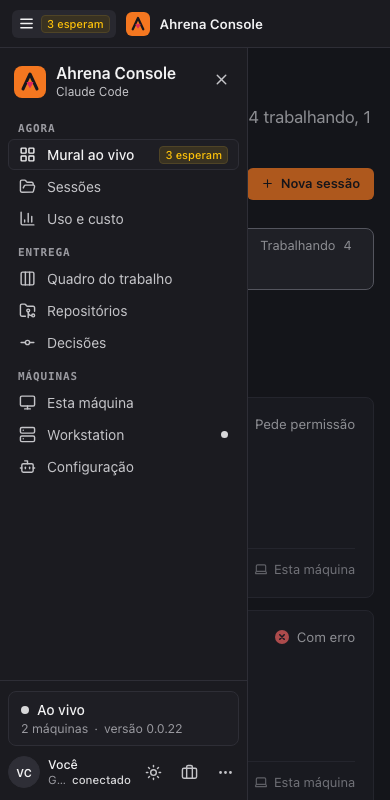 3 esperam
Ahrena Console
Ahrena Console
Claude Code
4 trabalhando, 1
AGORA
Mural ao vivo
3 esperam
Sessões
Nova sessão
Uso e custo
Trabalhando 4
ENTREGA
Quadro do trabalho
Repositórios
Decisões
MÁQUINAS
Esta máquina
Workstation
Pede permissão
Configuração
Esta máquina
Com erro
Ao vivo
2 máquinas · versão 0.0.22
VC
Você
G... conectado
Esta máquina